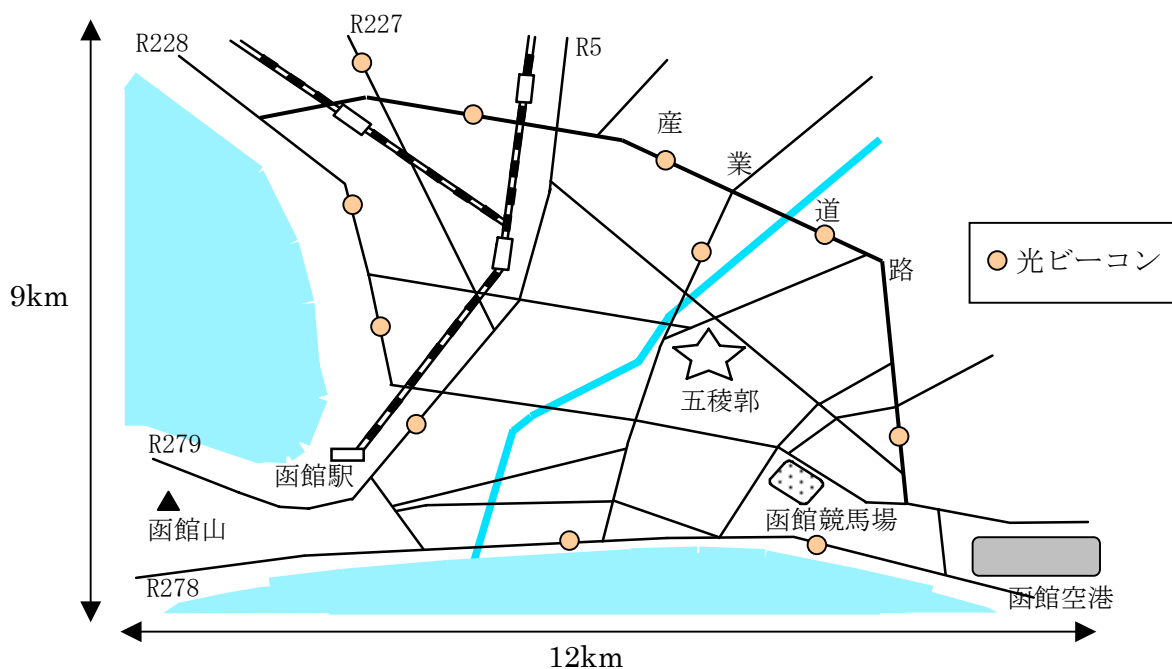 R227
R228
R5
産
業
道
路
光ビーコン
9km
五稜郭
R279
函館駅
函館山
函館競馬場
R278
函館空港
12km